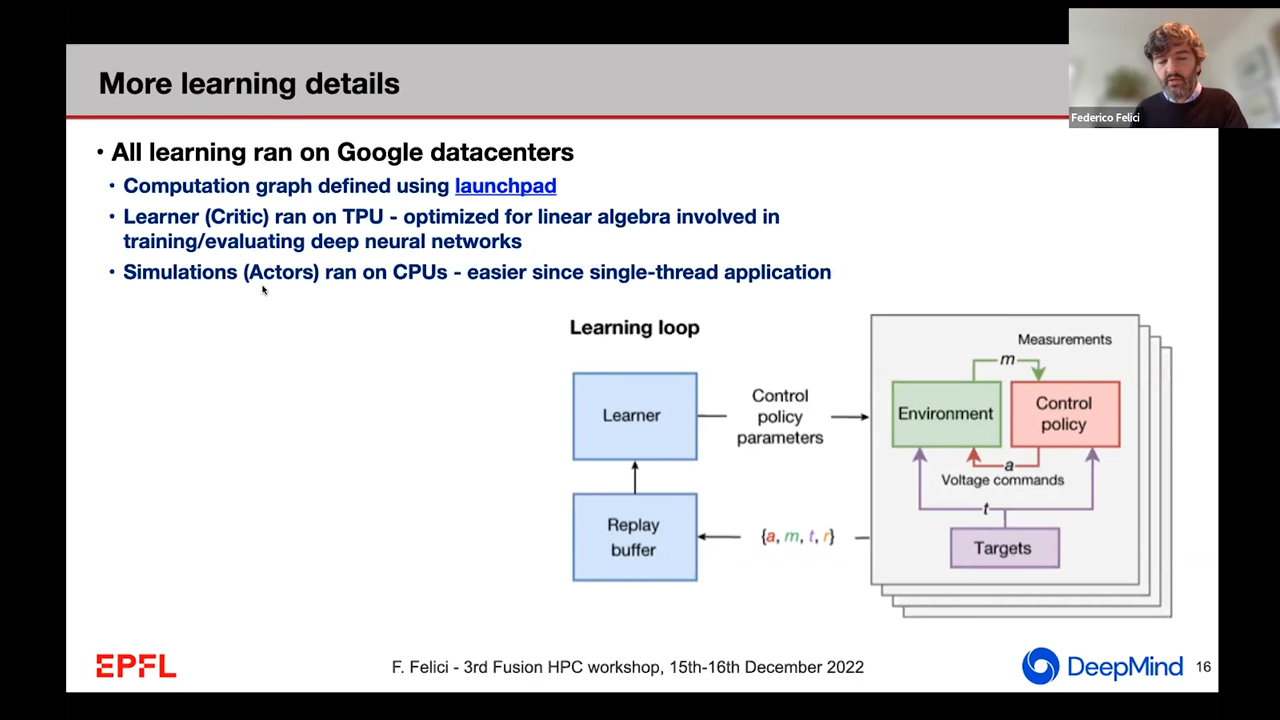 More learning details
Federico Felici
• All learning ran on Google datacenters
• Computation graph defined using launchpad
• Learner (Critic) ran on TPU - optimized for linear algebra involved in
training/evaluating deep neural networks
• Simulations (Actors) ran on CPUs - easier since single-thread application
Learning loop
Learner
Control
policy
parameters
Measurements
m
Environment
Control
policy
a
Voltage commands
t
Targets
Replay
buffer
{a, m, t, r}
EPFL
F. Felici - 3rd Fusion HPC workshop, 15th-16th December 2022
DeepMind
16